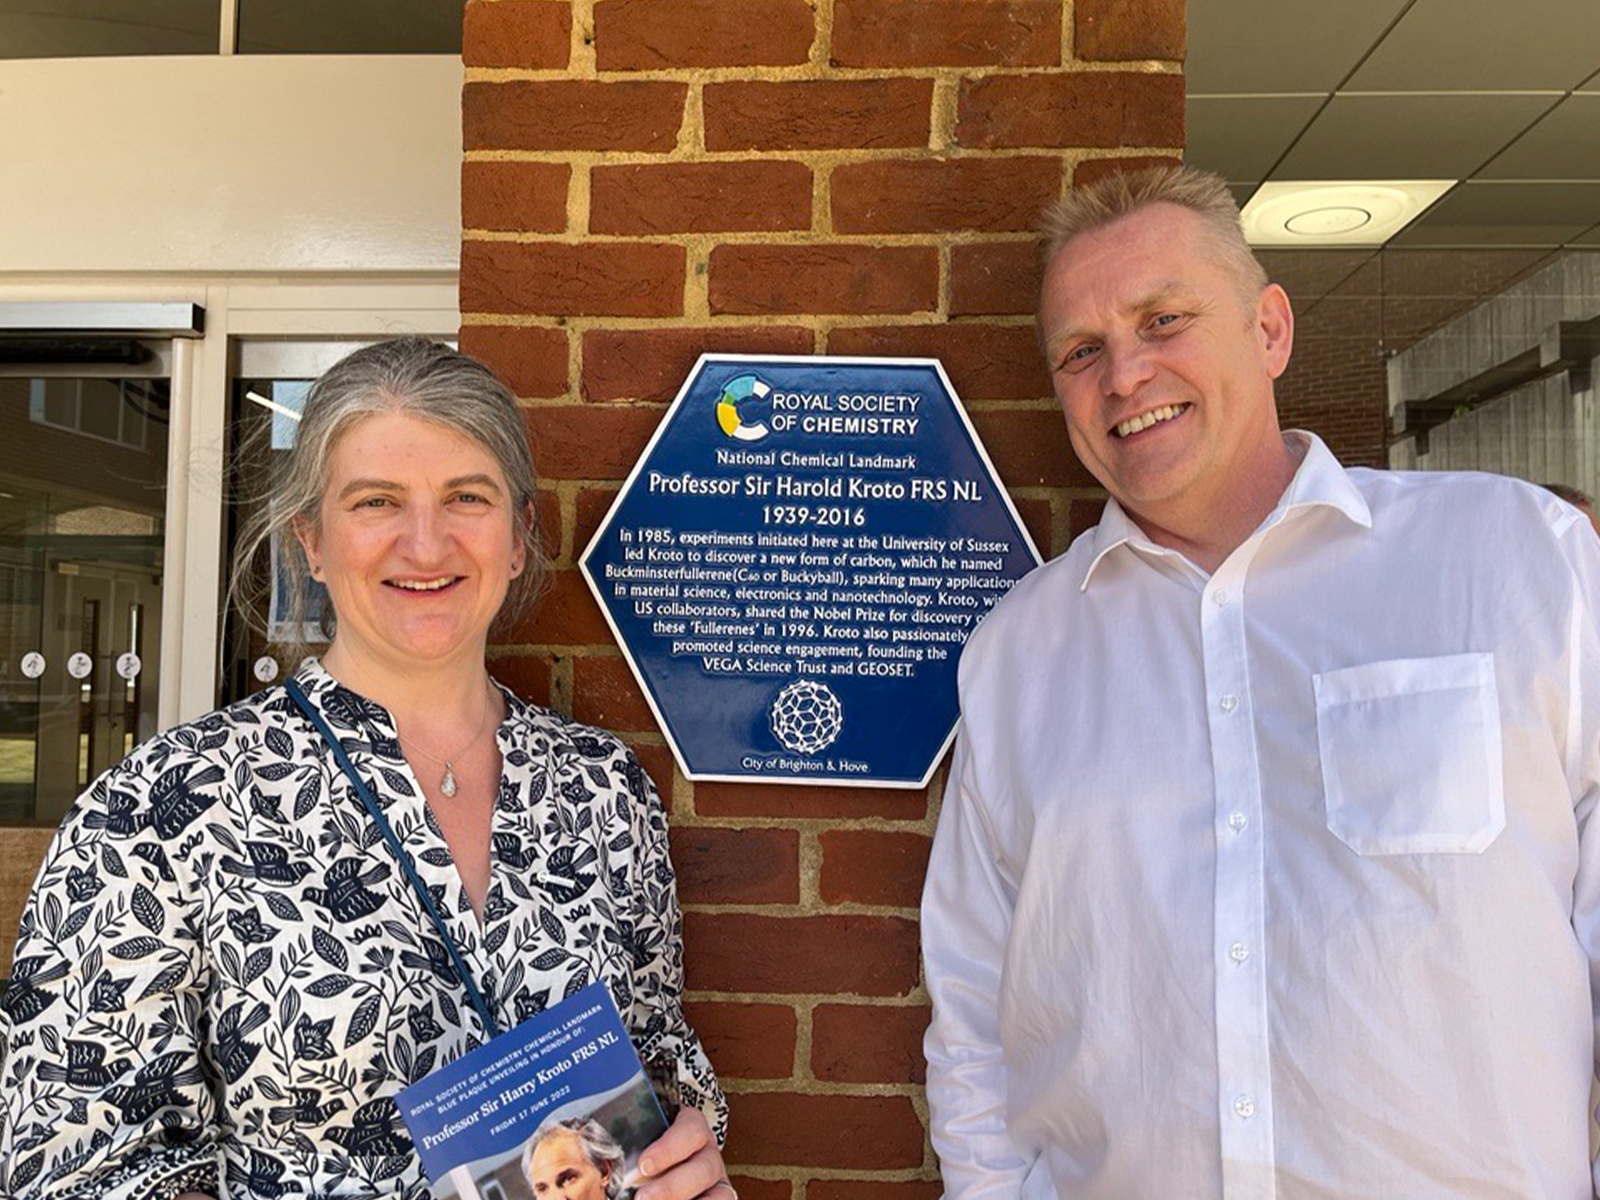 ROYAL SOCIETY
OF CHEMISTRY
National Chemical Landmark
Professor Sir Harold Kroto FRS NL
1939-2016
In 1985, experiments initiated here at the University of Sussex
led Kroto to discover a new form of carbon, which he named
Buckminsterfullerene(C₆₀ or Buckyball), sparking many applications
in material science, electronics and nanotechnology. Kroto, wi
US collaborators, shared the Nobel Prize for discovery o
these 'Fullerenes' in 1996. Kroto also passionately
promoted science engagement, founding the
VEGA Science Trust and GEOSET.
City of Brighton & Hove
ROYAL SOCIETY OF CHEMISTRY CHEMICAL LANDMARK
BLUE PLAQUE UNVEILING IN HONOUR OF:
Professor Sir Harry Kroto FRS NL
FRIDAY 17 JUNE 2022